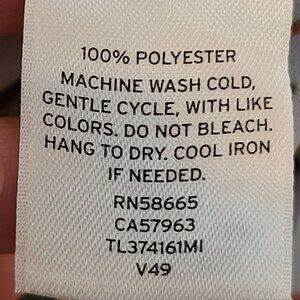 100% POLYESTER
MACHINE WASH COLD,
GENTLE CYCLE, WITH LIKE
COLORS. DO NOT BLEACH.
HANG TO DRY. COOL IRON
IF NEEDED.
RN58665
CA57963
TL374161MI
V49